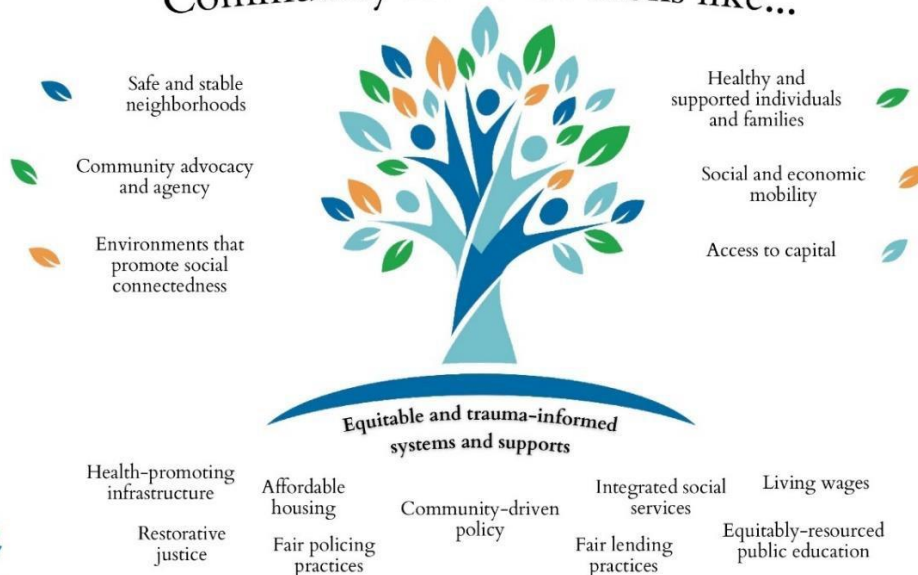 like...
Safe and stable
neighborhoods
Community advocacy
and agency
Environments that
promote social
connectedness
Healthy and
supported individuals
and families
Social and economic
mobility
Access to capital
Equitable and trauma-informed
systems and supports
Health-promoting
infrastructure
Affordable
housing
Community-driven
policy
Integrated social
services
Living wages
Restorative
justice
Fair policing
practices
Fair lending
practices
Equitably-resourced
public education